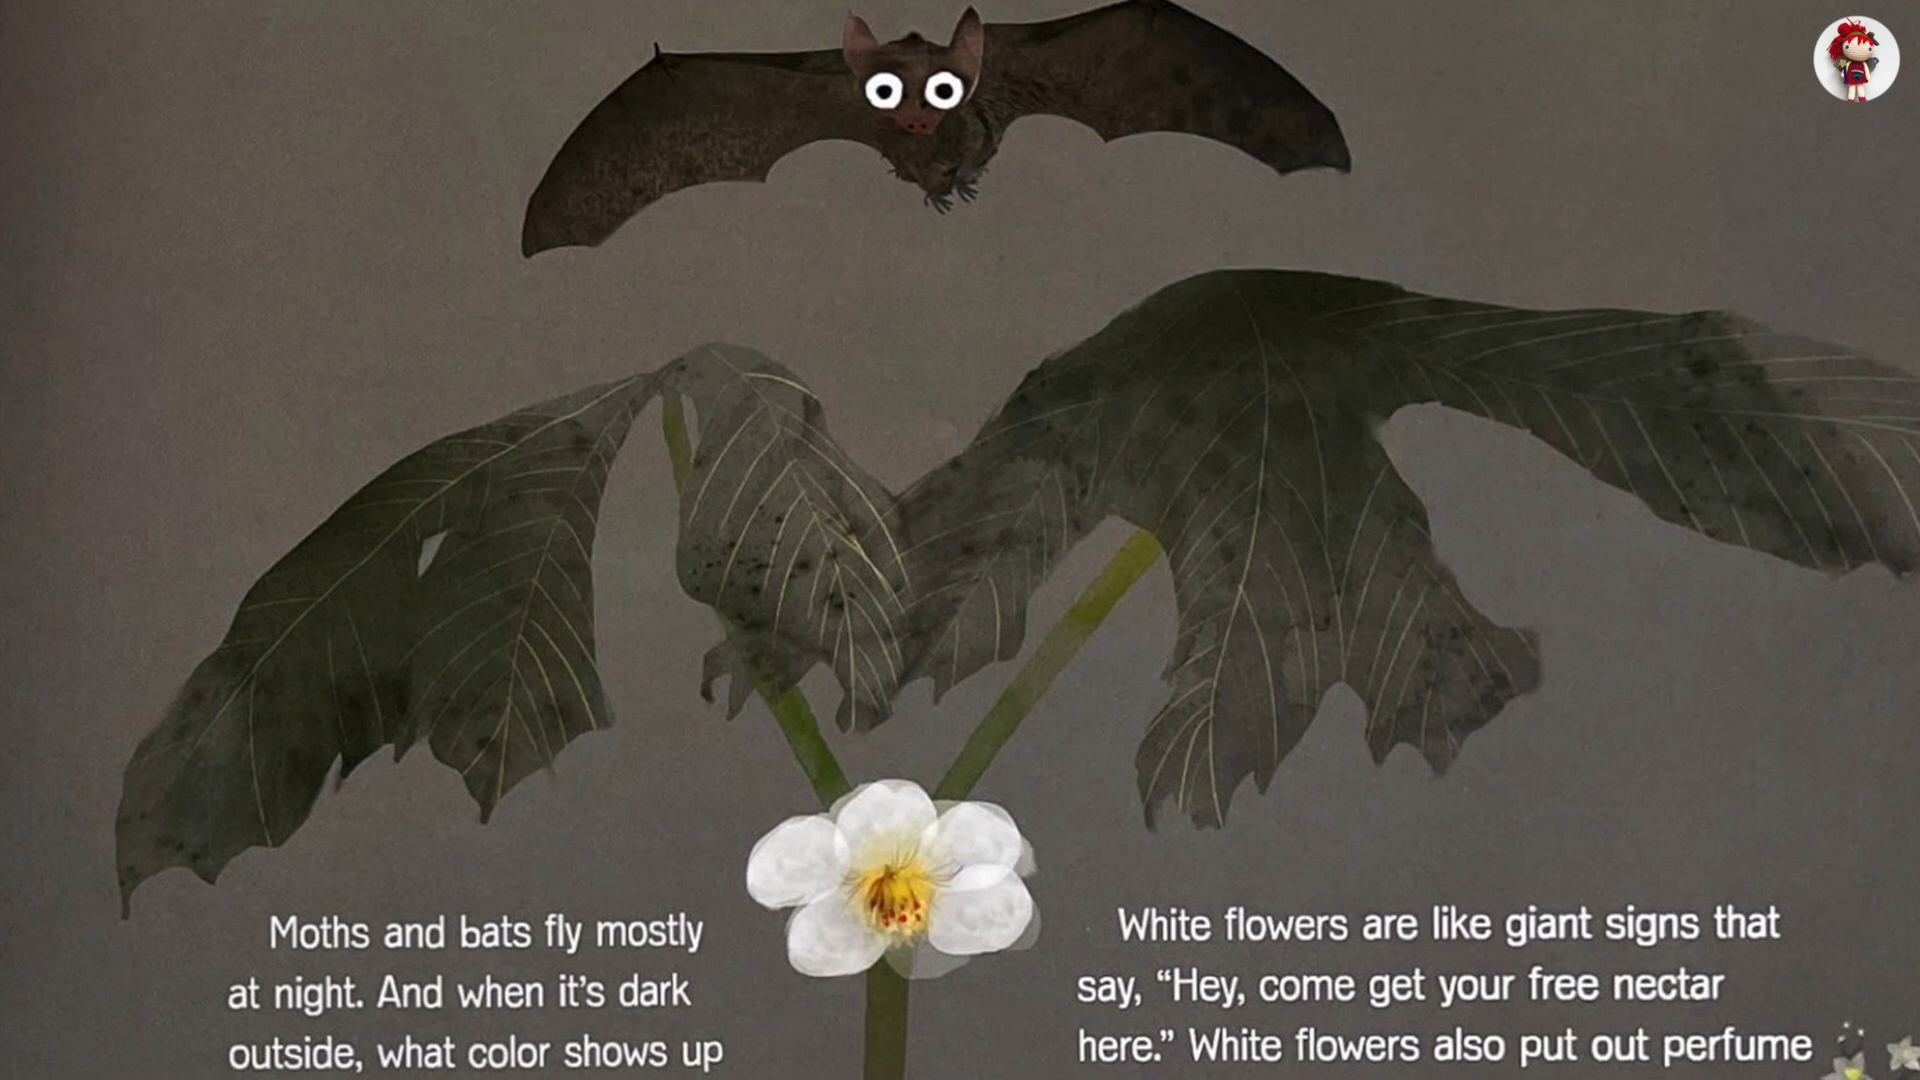 Moths and bats fly mostly
at night. And when it's dark
outside, what color shows up
White flowers are like giant signs that
say, “Hey, come get your free nectar
here.” White flowers also put out perfume